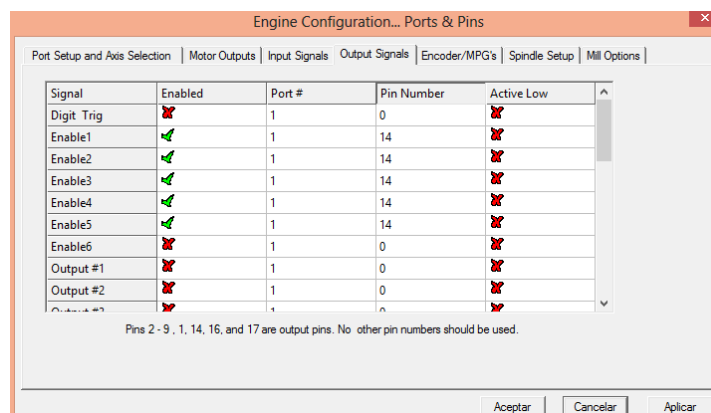 Engine Configuration... Ports & Pins
Port Setup and Axis Selection Motor Outputs Input Signals Output Signals Encoder/MPG's Spindle Setup Mill Options
Signal Enabled Port # Pin Number Active Low
Digit Trig 1 0
Enable1 1 14
Enable2 1 14
Enable3 1 14
Enable4 1 14
Enable5 1 14
Enable6 1 0
Output #1 1 0
Output #2 1 0
Pins 2 - 9 , 1, 14, 16, and 17 are output pins. No other pin numbers should be used.
Aceptar Cancelar Aplicar